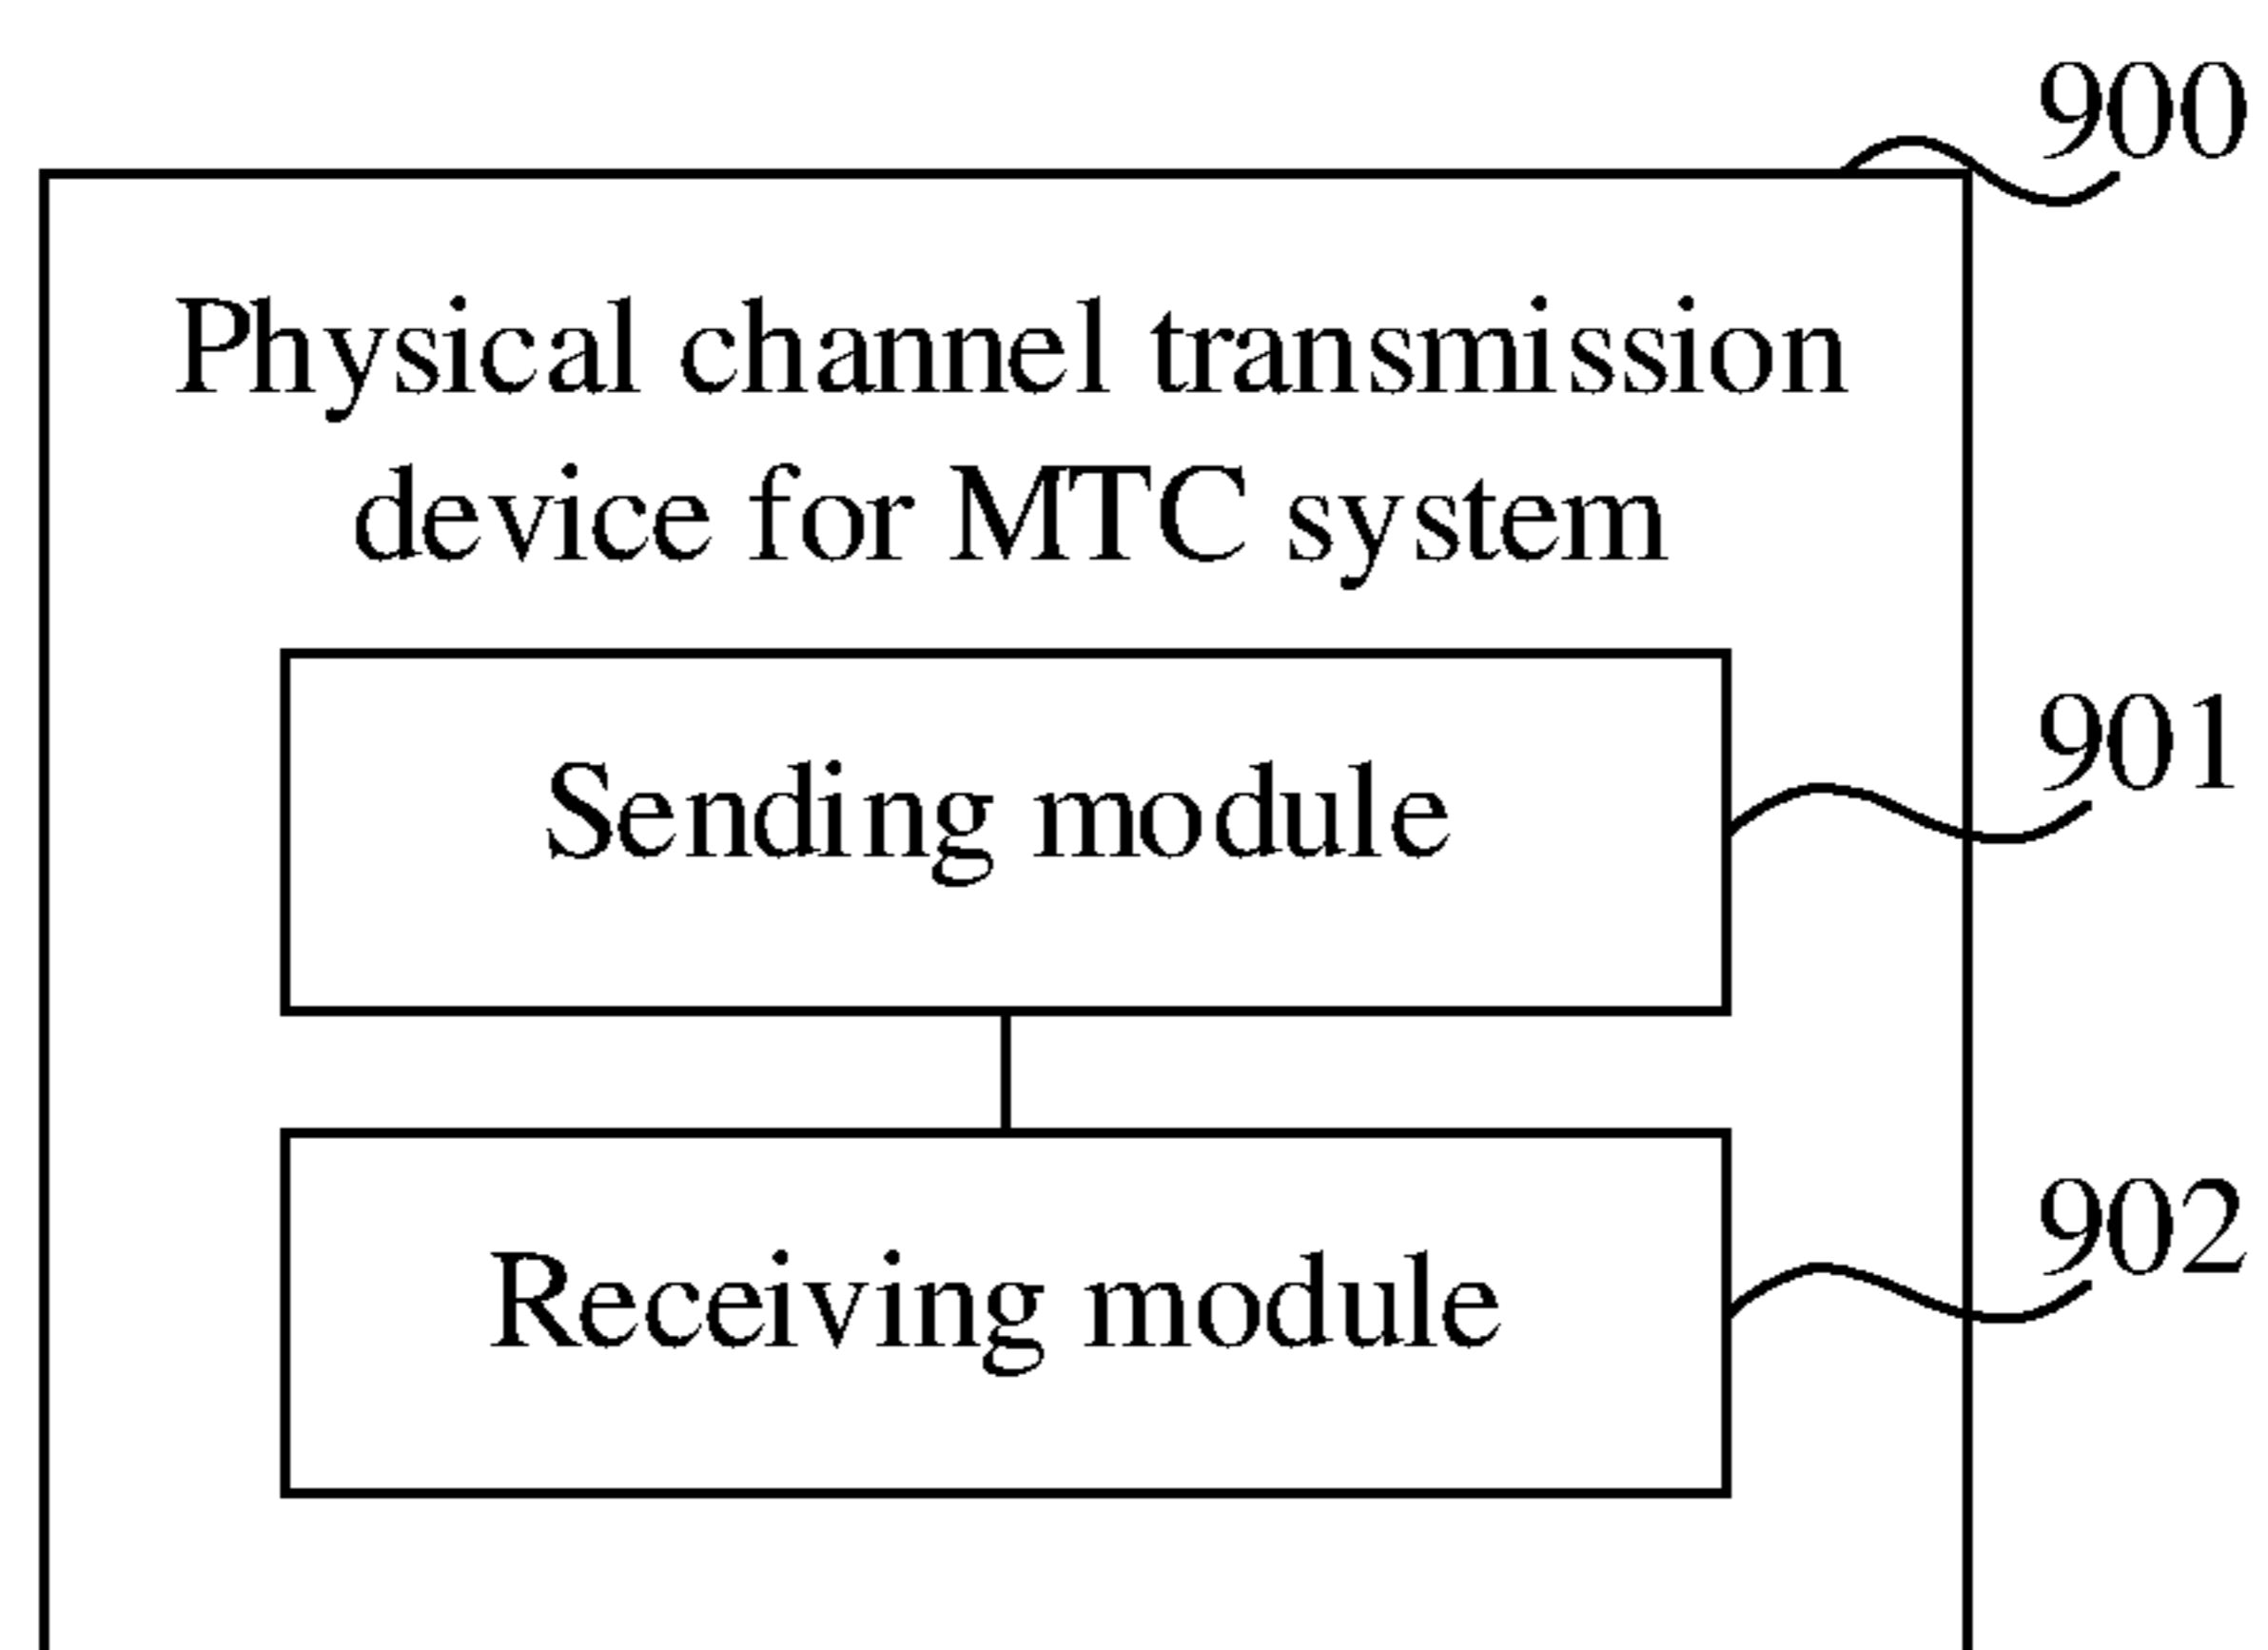 900
Physical channel transmission
device for MTC system
901
Sending module
902
Receiving module